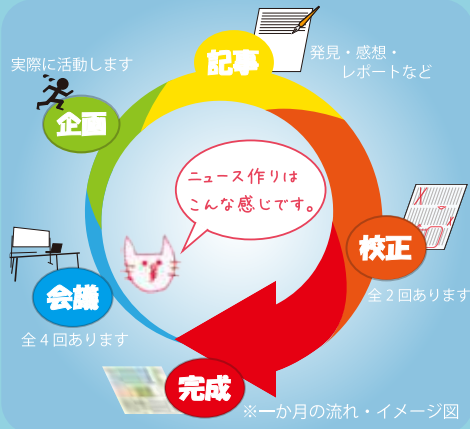 記事
発見・感想・
レポートなど
実際に活動します
企画
ニュース作りは
こんな感じです。
校正
全2回あります
会議
全4回あります
完成
※一か月の流れ・イメージ図